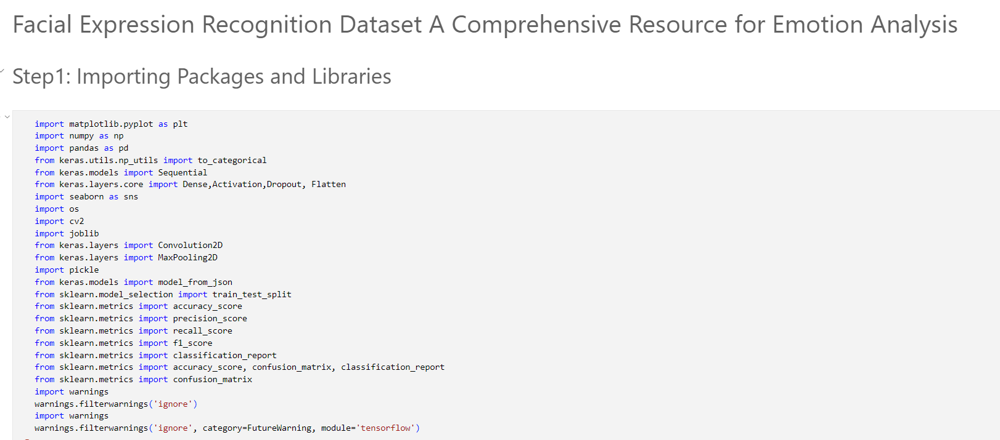 Facial Expression Recognition Dataset A Comprehensive Resource for Emotion Analysis
Step1: Importing Packages and Libraries
import matplotlib.pyplot as plt
import numpy as np
import pandas as pd
from keras.utils.np_utils import to_categorical
from keras.models import Sequential
from keras.layers.core import Dense,Activation,Dropout, Flatten
import seaborn as sns
import os
import cv2
import joblib
from keras.layers import Convolution2D
from keras.layers import MaxPooling2D
import pickle
from keras.models import model_from_json
from sklearn.model_selection import train_test_split
from sklearn.metrics import accuracy_score
from sklearn.metrics import precision_score
from sklearn.metrics import recall_score
from sklearn.metrics import f1_score
from sklearn.metrics import classification_report
from sklearn.metrics import accuracy_score, confusion_matrix, classification_report
from sklearn.metrics import confusion_matrix
import warnings
warnings.filterwarnings('ignore')
import warnings
warnings.filterwarnings('ignore', category=FutureWarning, module='tensorflow')